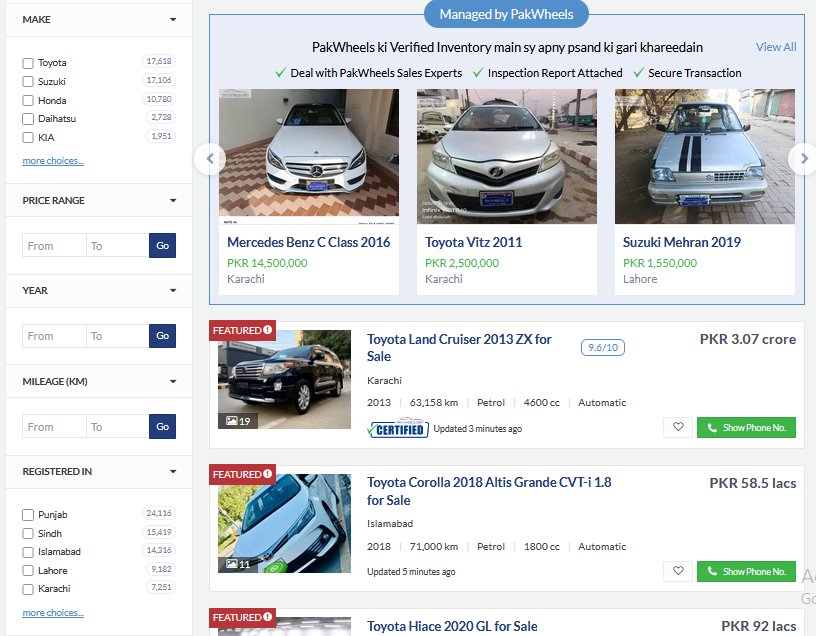 MAKE
Toyota 17,618
Suzuki 17,106
Honda 10,780
Daihatsu 2,728
KIA 1,951
more choices...
PRICE RANGE
From To Go
YEAR
From To Go
MILEAGE (KM)
From To Go
REGISTERED IN
Punjab 24,116
Sindh 15,419
Islamabad 14,316
Lahore 9,182
Karachi 7,251
more choices...
Managed by PakWheels
PakWheels ki Verified Inventory main sy apny psand ki gari khareedain View All
Deal with PakWheels Sales Experts Inspection Report Attached Secure Transaction
Mercedes Benz C Class 2016
PKR 14,500,000
Karachi
Toyota Vitz 2011
PKR 2,500,000
Karachi
Suzuki Mehran 2019
PKR 1,550,000
Lahore
FEATURED
19
Toyota Land Cruiser 2013 ZX for
Sale
9.6/10
PKR 3.07 crore
Karachi
2013 | 63,158 km | Petrol | 4600 cc | Automatic
CERTIFIED Updated 3 minutes ago
Show Phone No.
FEATURED
11
Toyota Corolla 2018 Altis Grande CVT-i 1.8
for Sale
PKR 58.5 lacs
Islamabad
2018 | 71,000 km | Petrol | 1800 cc | Automatic
Updated 5 minutes ago
Show Phone No.
FEATURED
Toyota Hiace 2020 GL for Sale
PKR 92 lacs